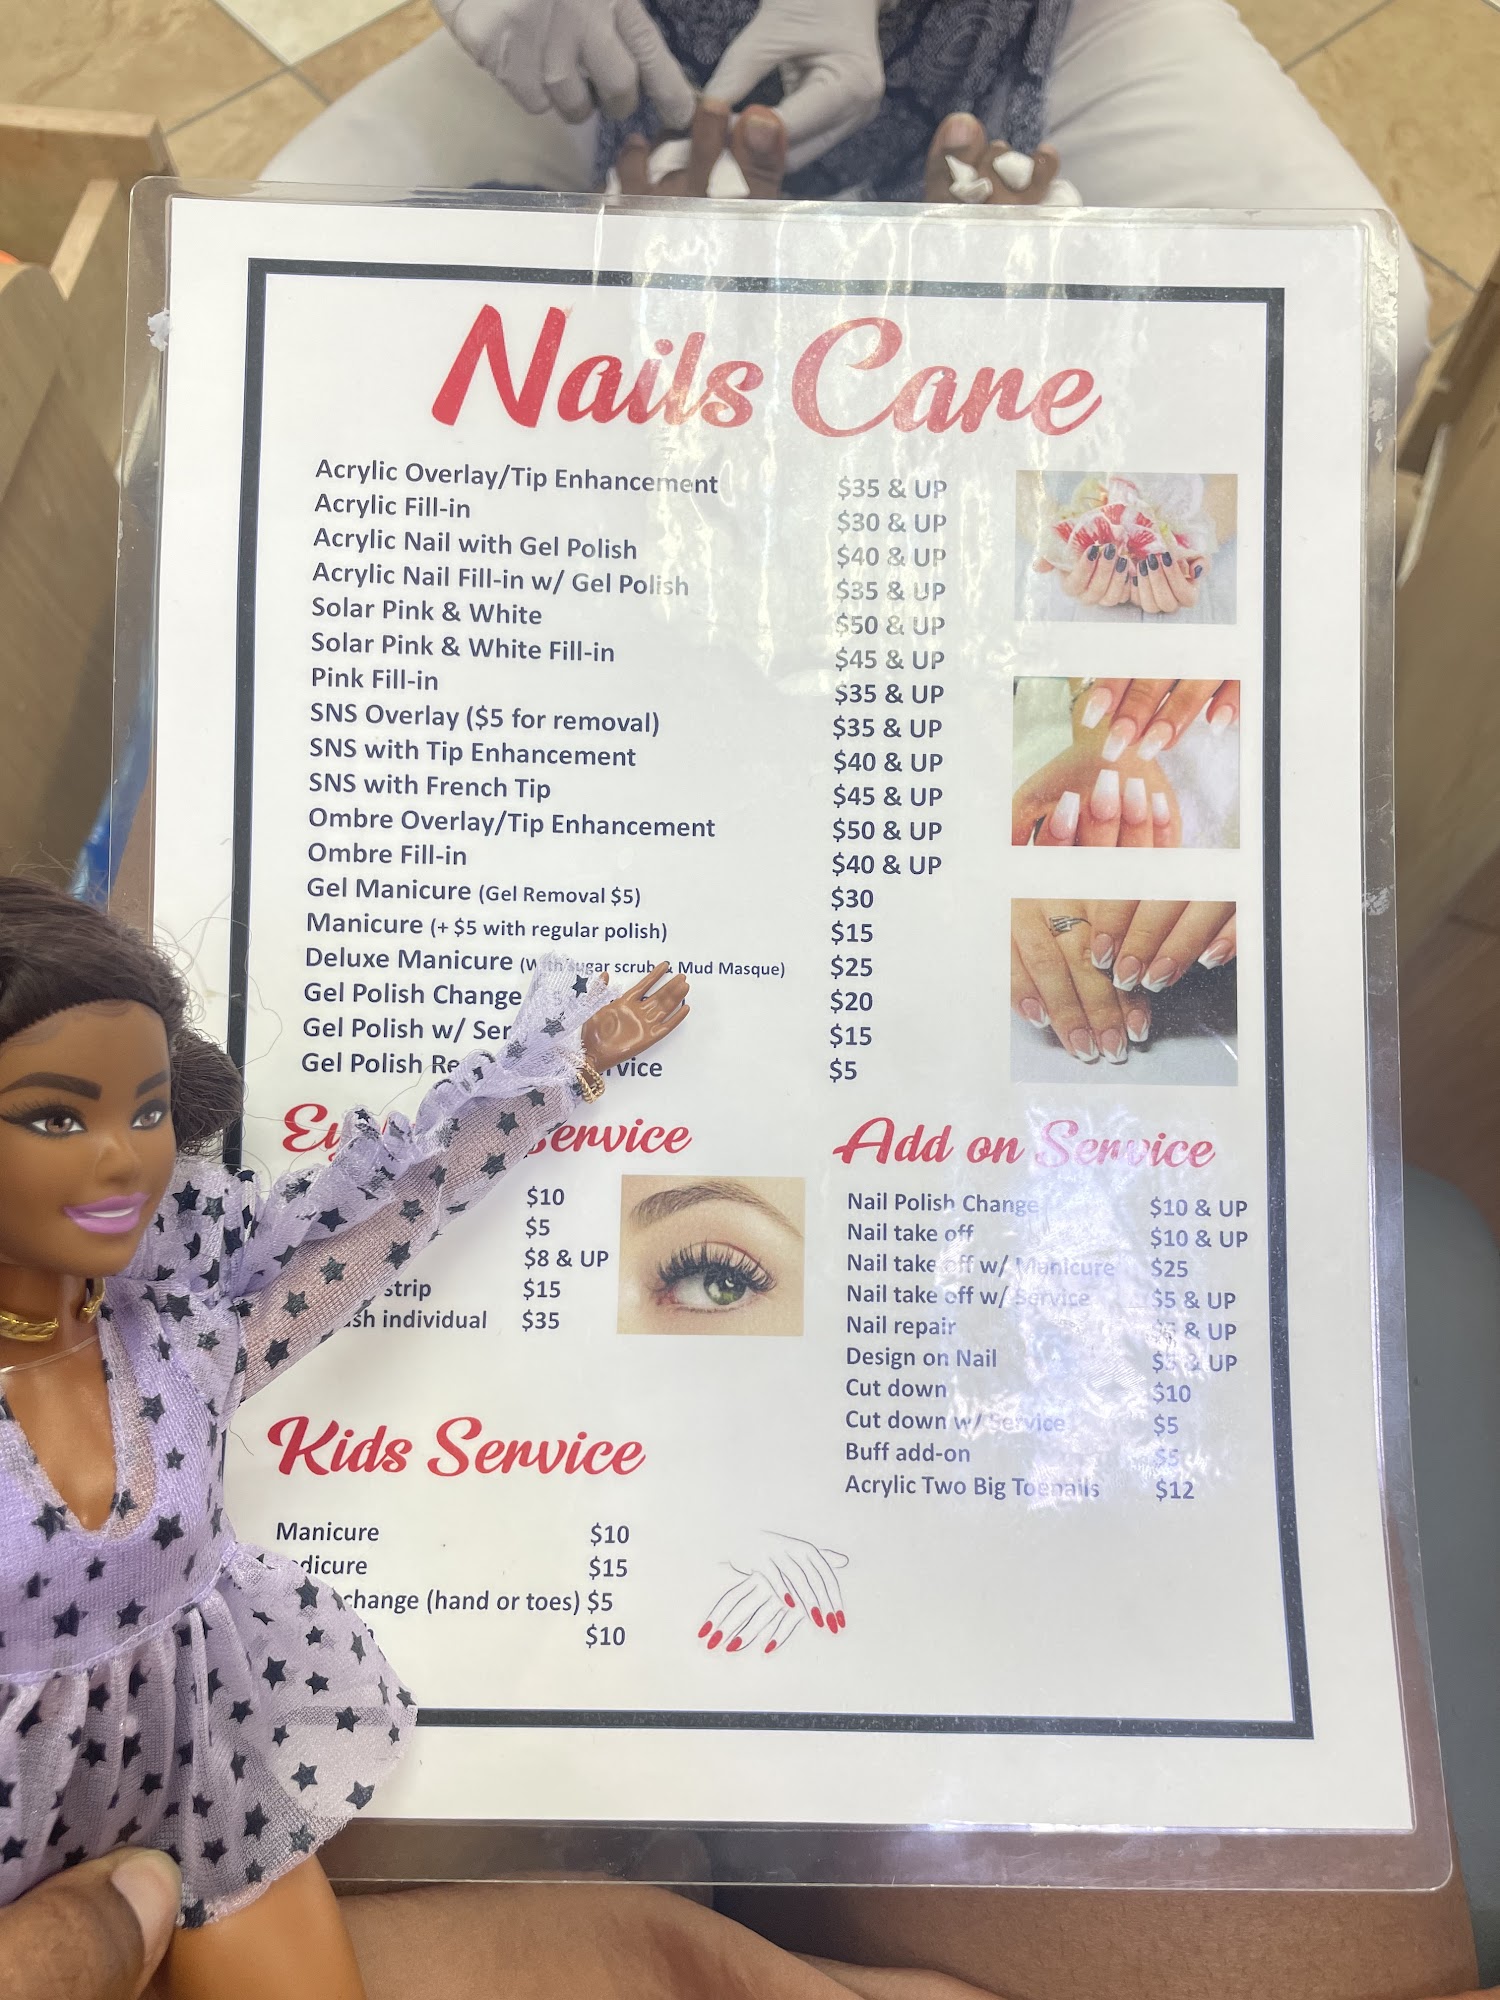 Nails Care
Acrylic Overlay/Tip Enhancement $35 & UP
Acrylic Fill-in $30 & UP
Acrylic Nail with Gel Polish $40 & UP
Acrylic Nail Fill-in w/ Gel Polish $35 & UP
Solar Pink & White $50 & UP
Solar Pink & White Fill-in $45 & UP
Pink Fill-in $35 & UP
SNS Overlay ($5 for removal) $35 & UP
SNS with Tip Enhancement $40 & UP
SNS with French Tip $45 & UP
Ombre Overlay/Tip Enhancement $50 & UP
Ombre Fill-in $40 & UP
Gel Manicure (Gel Removal $5) $30
Manicure (+ $5 with regular polish) $15
Deluxe Manicure (With sugar scrub & Mud Masque) $25
Gel Polish Change $20
Gel Polish w/ $15
Gel Polish $5
Service
$10
$5
$8 & UP
strip $15
individual $35
Add on Service
Nail Polish Change $10 & UP
Nail take off $10 & UP
Nail take off w/ Manicure $25
Nail take off w/ Service $5 & UP
Nail repair & UP
Design on Nail & UP
Cut down $10
Cut down w/ Service $5
Buff add-on $5
Acrylic Two Big Toenails $12
Kids Service
Manicure $10
$15
change (hand or toes) $5
$10